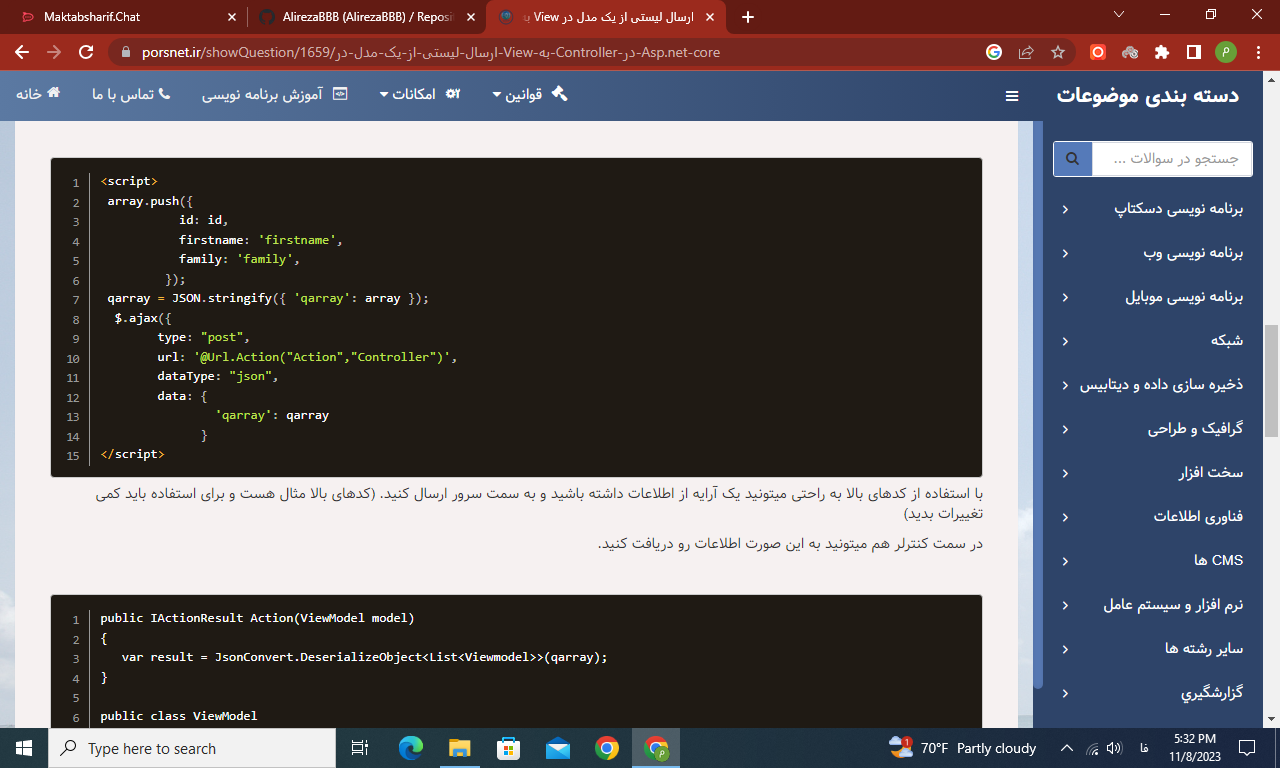 Maktabsharif.Chat
AlirezaBBB (AlirezaBBB) / Reposi
ارسال لیستی از یک مدل در View ب
porsnet.ir/showQuestion/1659/ارسال-لیستی-از-یک-مدل-در-View-به-Controller-در-Asp.net-core
P
دسته بندی موضوعات
قوانین
امکانات
آموزش برنامه نویسی
تماس با ما
خانه
جستجو در سوالات ...
برنامه نویسی دسکتاپ
برنامه نویسی وب
برنامه نویسی موبایل
شبکه
ذخیره سازی داده و دیتابیس
گرافیک و طراحی
سخت افزار
فناوری اطلاعات
CMS ها
نرم افزار و سیستم عامل
سایر رشته ها
گزارشگيري
1 <script>
2 array.push({
3 id: id,
4 firstname: 'firstname',
5 family: 'family',
6 });
7 qarray = JSON.stringify({ 'qarray': array });
8 $.ajax({
9 type: "post",
10 url: '@Url.Action("Action","Controller")',
11 dataType: "json",
12 data: {
13 'qarray': qarray
14 }
15 </script>
با استفاده از کدهای بالا به راحتی میتونید یک آرایه از اطلاعات داشته باشید و به سمت سرور ارسال کنید. (کدهای بالا مثال هست و برای استفاده باید کمی
تغییرات بدید)
در سمت کنترلر هم میتونید به این صورت اطلاعات رو دریافت کنید.
1 public IActionResult Action(ViewModel model)
2 {
3 var result = JsonConvert.DeserializeObject<List<Viewmodel>>(qarray);
4 }
5
6 public class ViewModel
Type here to search
1
P
70°F Partly cloudy
فا
5:32 PM
11/8/2023